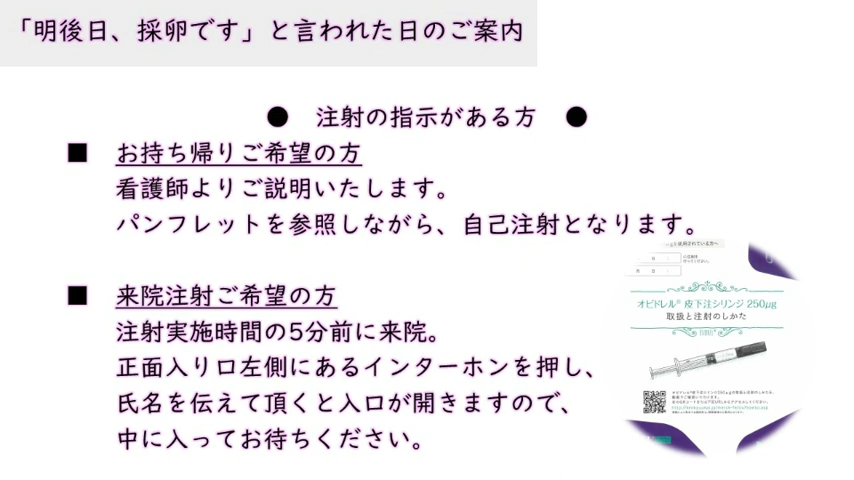 「明後日、採卵です」と言われた日のご案内
● 注射の指示がある方 ●
■ お持ち帰りご希望の方
看護師よりご説明いたします。
パンフレットを参照しながら、自己注射となります。
■ 来院注射ご希望の方
注射実施時間の5分前に来院。
正面入り口左側にあるインターホンを押し、
氏名を伝えて頂くと入口が開きますので、
中に入ってお待ちください。
オビドレル® 皮下注シリンジ 250μg
取扱と注射のしかた